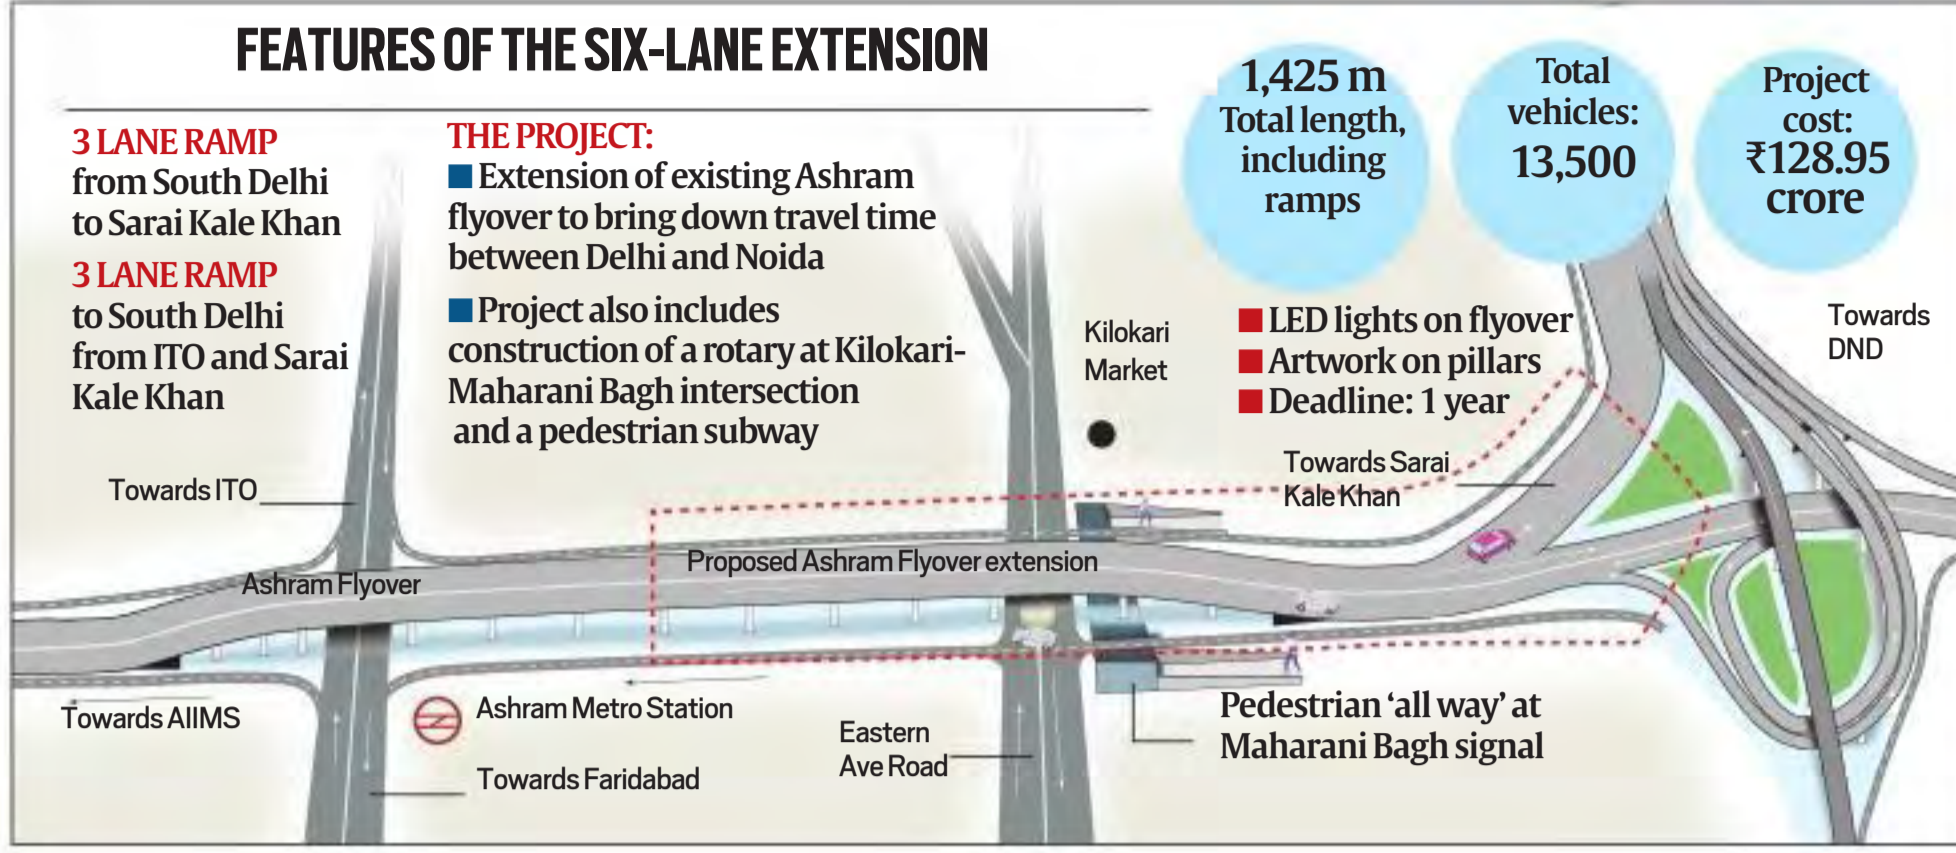 FEATURES OF THE SIX-LANE EXTENSION
3 LANE RAMP
from South Delhi
to Sarai Kale Khan
3 LANE RAMP
to South Delhi
from ITO and Sarai
Kale Khan
THE PROJECT:
Extension of existing Ashram
flyover to bring down travel time
between Delhi and Noida
Project also includes
construction of a rotary at Kilokari-
Maharani Bagh intersection
and a pedestrian subway
1,425 m
Total length,
including
ramps
Total
vehicles:
13,500
Project
cost:
₹128.95
crore
LED lights on flyover
Artwork on pillars
Deadline: 1 year
Kilokari
Market
Towards
DND
Towards Sarai
Kale Khan
Towards ITO
Ashram Flyover
Proposed Ashram Flyover extension
Towards AIIMS
Ashram Metro Station
Towards Faridabad
Eastern
Ave Road
Pedestrian ‘all way’ at
Maharani Bagh signal